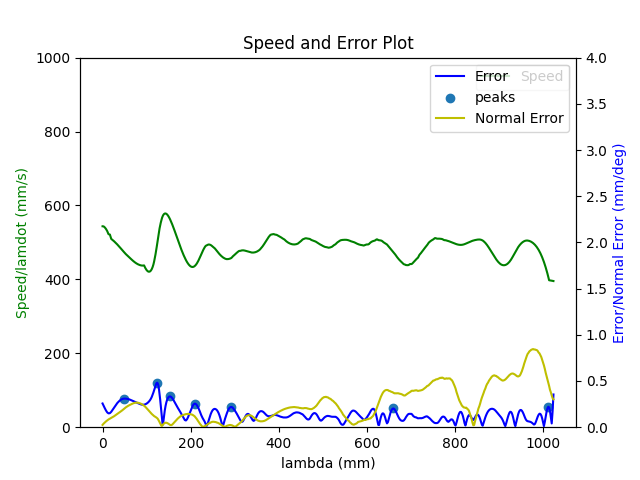 Speed and Error Plot
1000
800
600
400
200
0
Speed/lamdot (mm/s)
4.0
3.5
3.0
2.5
2.0
1.5
1.0
0.5
0.0
Error/Normal Error (mm/deg)
Error
Speed
peaks
Normal Error
0
200
400
600
800
1000
lambda (mm)